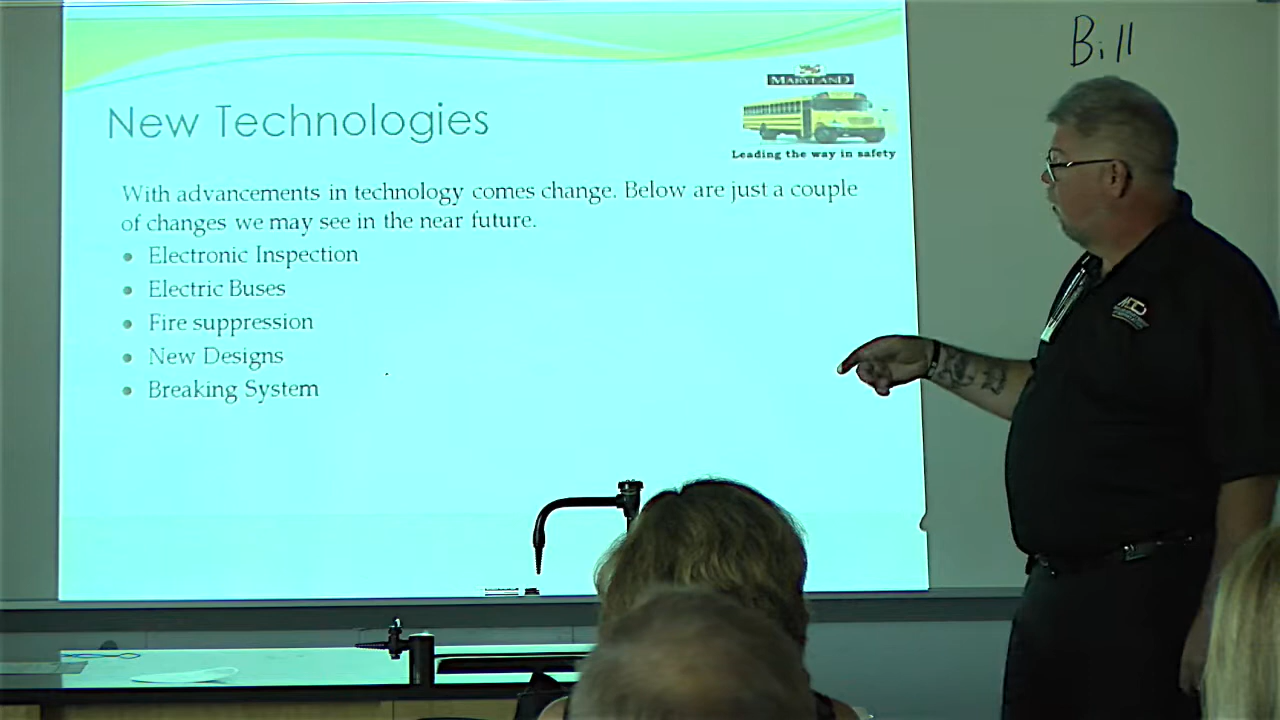 Bill
MARYLAND
New Technologies
Leading the way in safety
With advancements in technology comes change. Below are just a couple
of changes we may see in the near future.
Electronic Inspection
Electric Buses
Fire suppression
New Designs
Breaking System